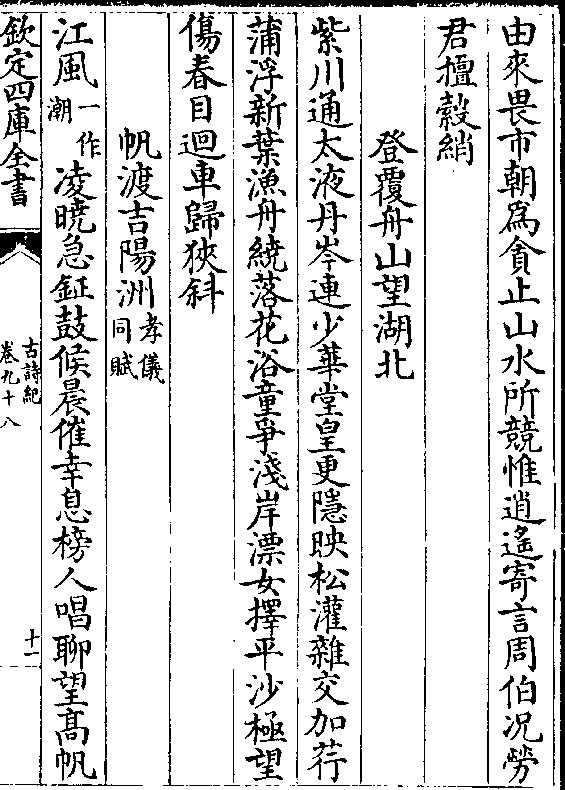 由來畏市朝為貪止山水所競惟逍遙寄言周伯况勞
君擅縠綃
登覆舟山望湖北
紫川通太液丹岑連少華堂皇更隱映松灌雜交加荇
蒲浮新葉漁舟繞落花浴童爭淺岸漂女擇平沙極望
傷春目迴車歸狹斜
帆渡吉陽洲孝儀同賦
江風一作潮凌曉急鉦鼓候晨催幸息榜人唱聊望高帆
欽定四庫全書
古詩紀
卷九十八
十一